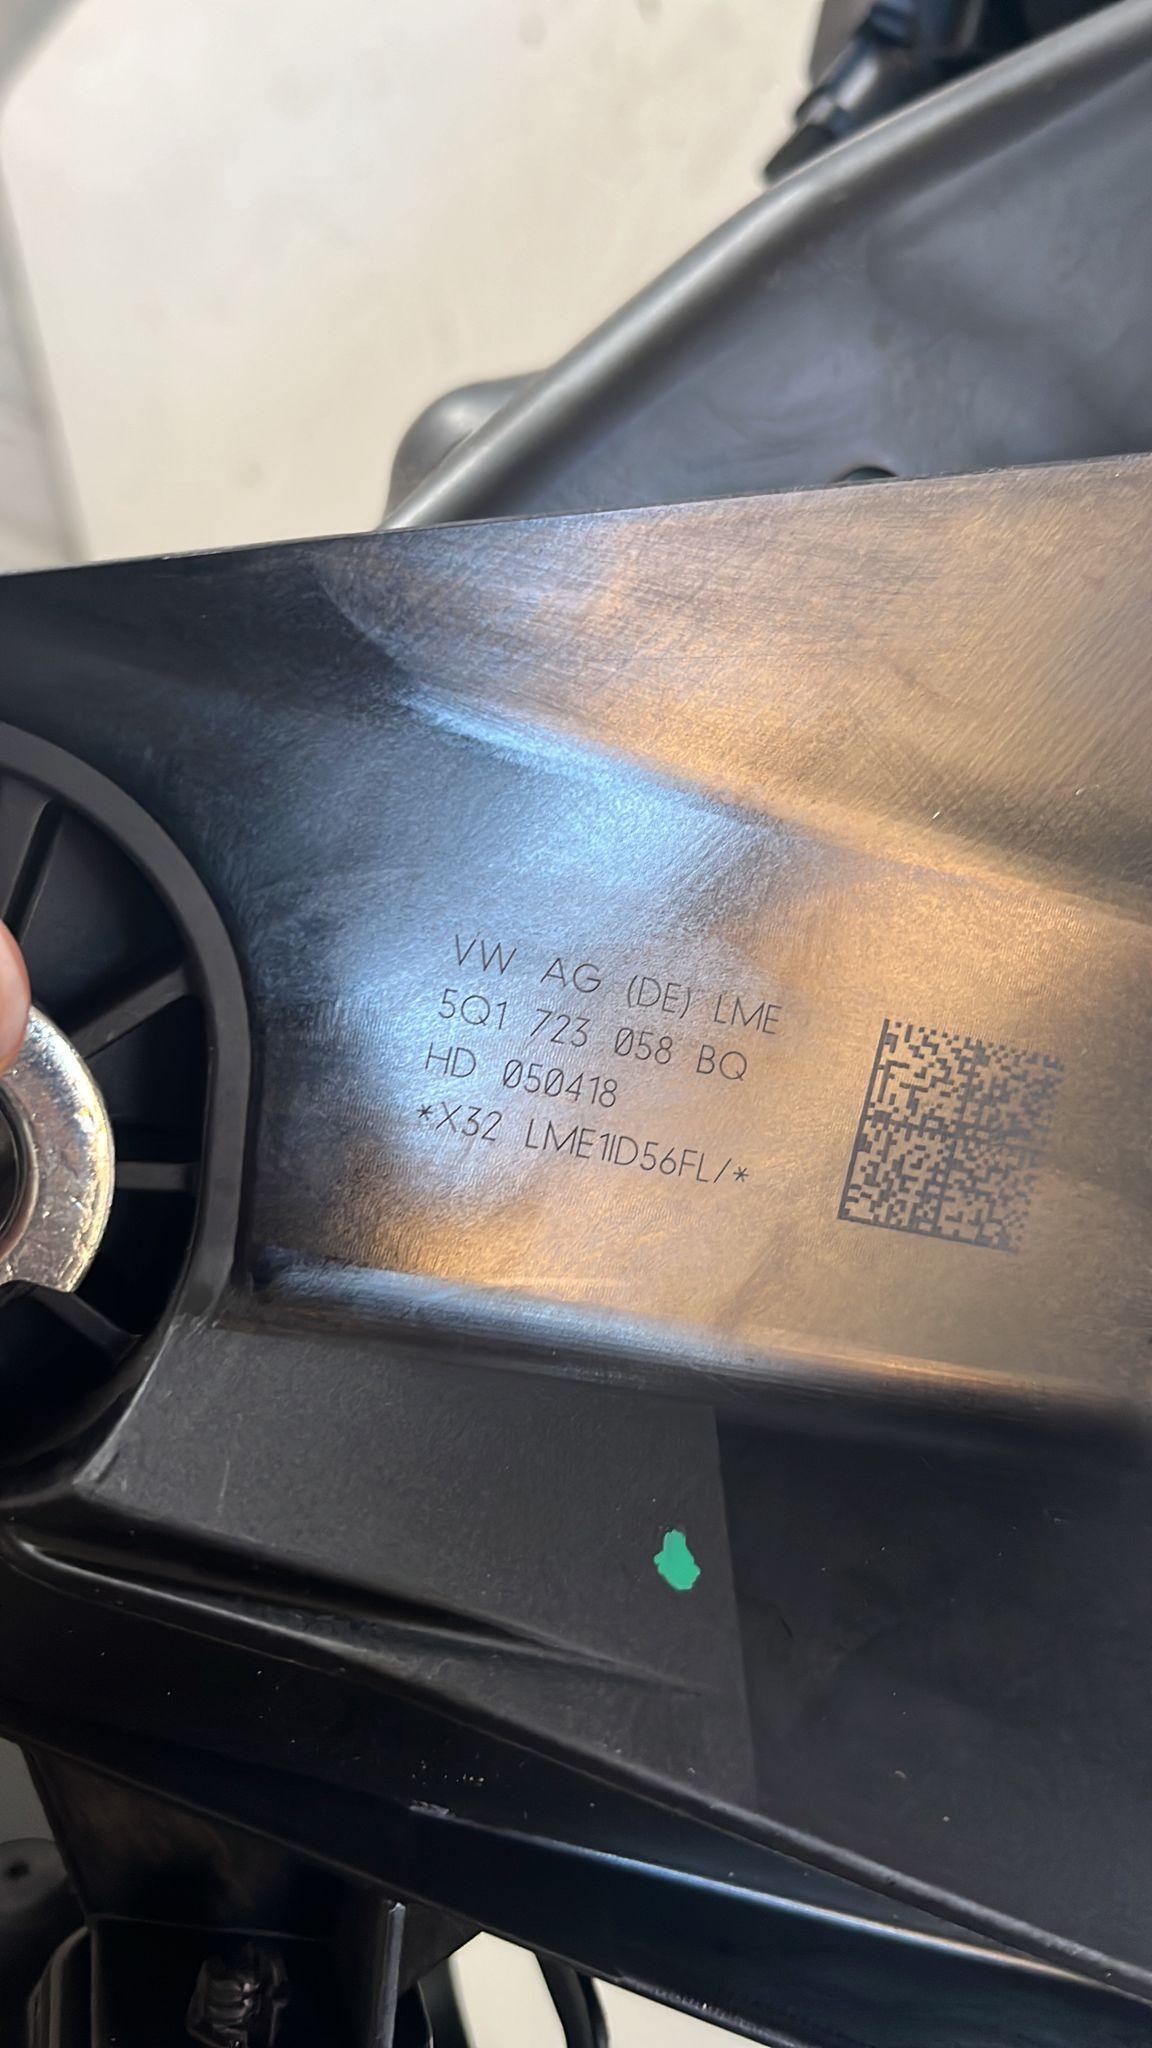 VW AG (DE) LME
5Q1 723 058 BQ
HD 050418
*X32 LME1ID56FL/*